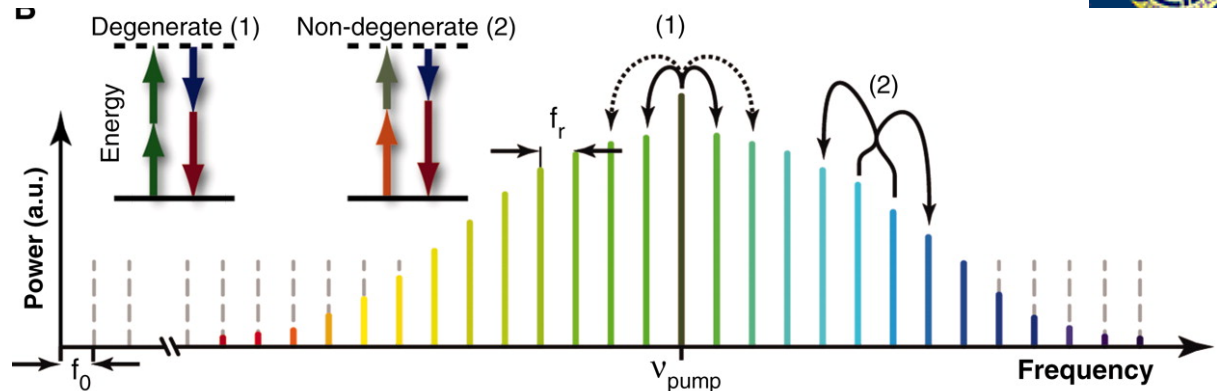 Degenerate (1)
Non-degenerate (2)
(1)
(2)
Energy
f_r
Power (a.u.)
f_0
ν_pump
Frequency